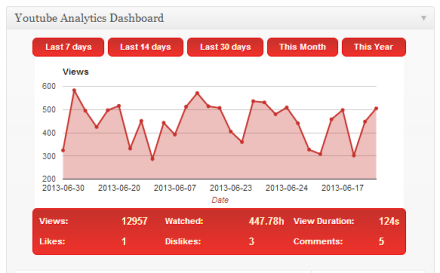 Youtube Analytics Dashboard
Last 7 days Last 14 days Last 30 days This Month This Year
Views
600
500
400
300
200
2013-06-30 2013-06-20 2013-06-07 2013-06-23 2013-06-24 2013-06-17
Date
Views: 12957 Watched: 447.78h View Duration: 124s
Likes: 1 Dislikes: 3 Comments: 5